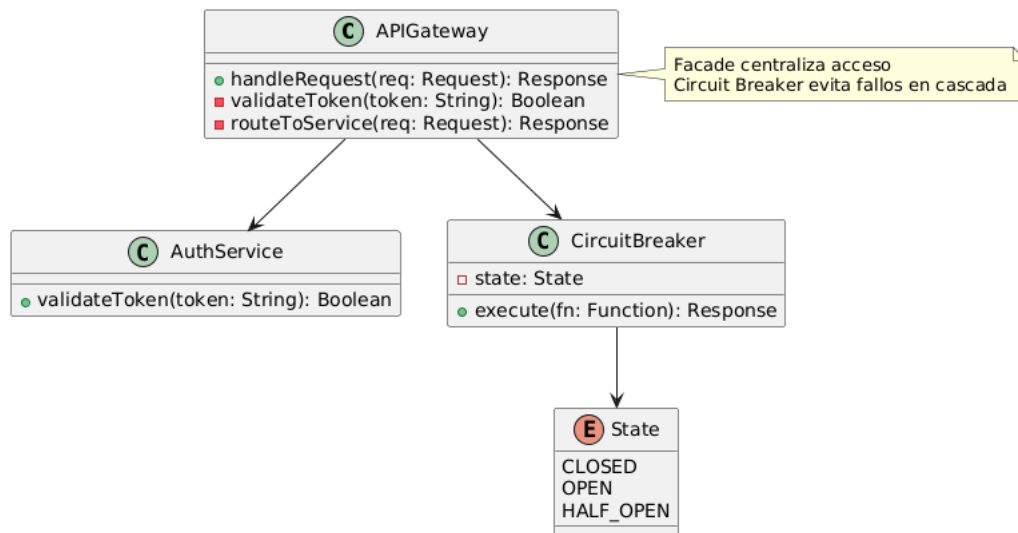 C APIGateway
handleRequest(req: Request): Response
validateToken(token: String): Boolean
routeToService(req: Request): Response
Facade centraliza acceso
Circuit Breaker evita fallos en cascada
C AuthService
validateToken(token: String): Boolean
C CircuitBreaker
state: State
execute(fn: Function): Response
E State
CLOSED
OPEN
HALF_OPEN